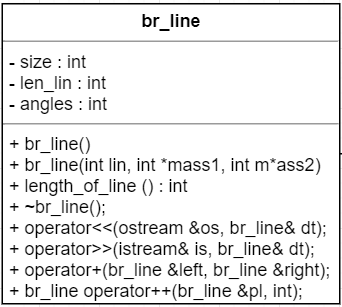 br_line
- size : int
- len_lin : int
- angles : int
+ br_line()
+ br_line(int lin, int *mass1, int m*ass2)
+ length_of_line () : int
+ ~br_line();
+ operator<<(ostream &os, br_line& dt);
+ operator>>(istream& is, br_line& dt);
+ operator+(br_line &left, br_line &right);
+ br_line operator++(br_line &pl, int);